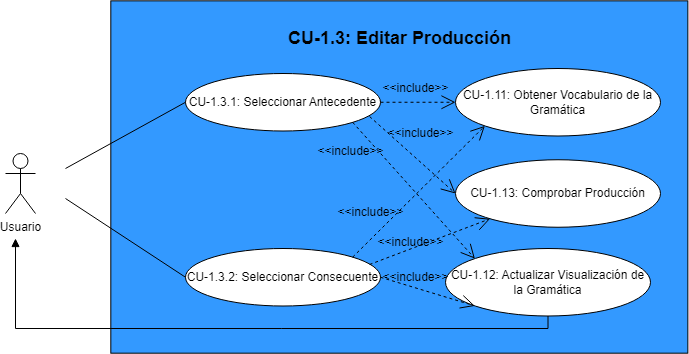 CU-1.3: Editar Producción
CU-1.3.1: Seleccionar Antecedente
<<include>>
CU-1.11: Obtener Vocabulario de la
Gramática
<<include>>
<<include>>
CU-1.13: Comprobar Producción
Usuario
<<include>>
<<include>>
CU-1.3.2: Seleccionar Consecuente
<<include>>
CU-1.12: Actualizar Visualización de
la Gramática